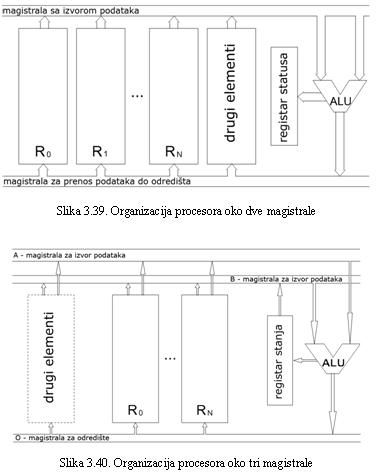 magistrala sa izvorom podataka
R0
R1
...
RN
drugi elementi
registar statusa
ALU
magistrala za prenos podataka do odredišta
Slika 3.39. Organizacija procesora oko dve magistrale
A - magistrala za izvor podataka
B - magistrala za izvor podataka
drugi elementi
R0
...
RN
registar stanja
ALU
O - magistrala za odredište
Slika 3.40. Organizacija procesora oko tri magistrale